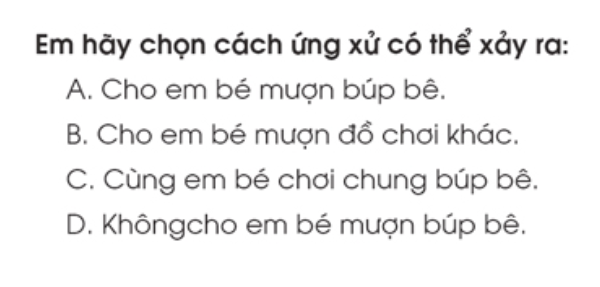 Em hãy chọn cách ứng xử có thể xảy ra:
A. Cho em bé mượn búp bê.
B. Cho em bé mượn đồ chơi khác.
C. Cùng em bé chơi chung búp bê.
D. Khôngcho em bé mượn búp bê.